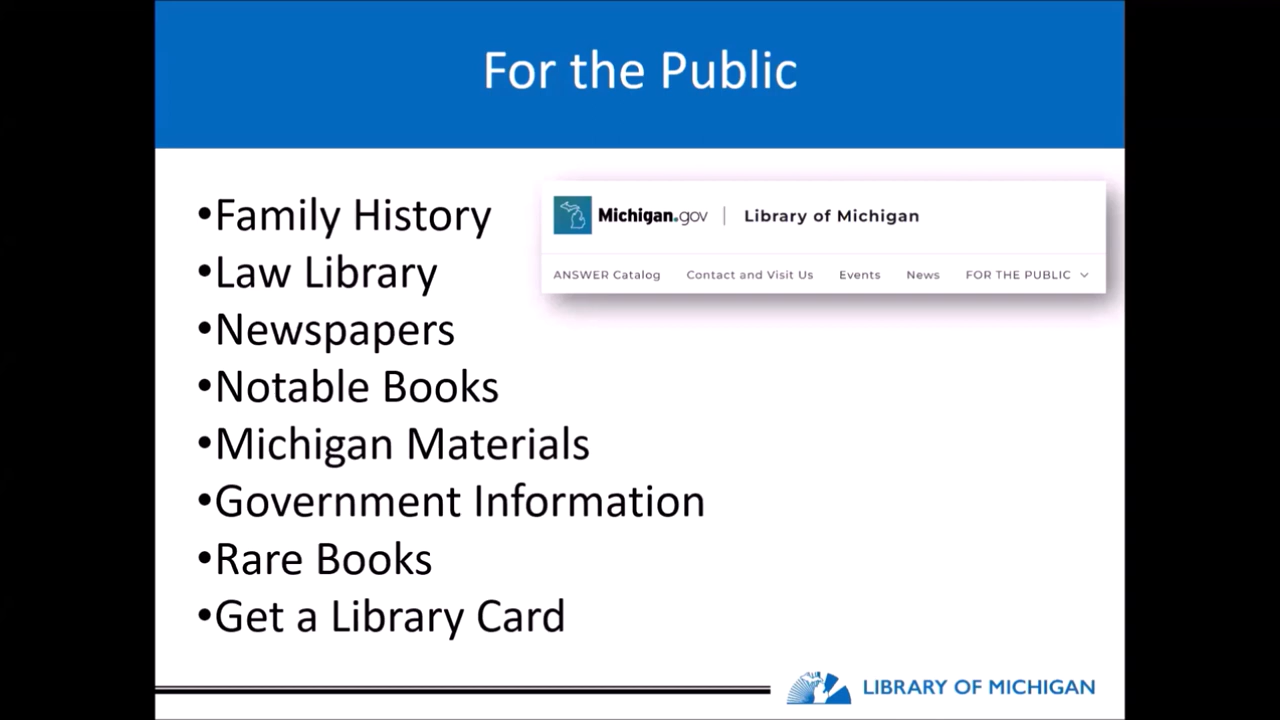 For the Public
•Family History
•Law Library
•Newspapers
•Notable Books
•Michigan Materials
•Government Information
•Rare Books
•Get a Library Card
Michigan.gov | Library of Michigan
ANSWER Catalog Contact and Visit Us Events News FOR THE PUBLIC
LIBRARY OF MICHIGAN